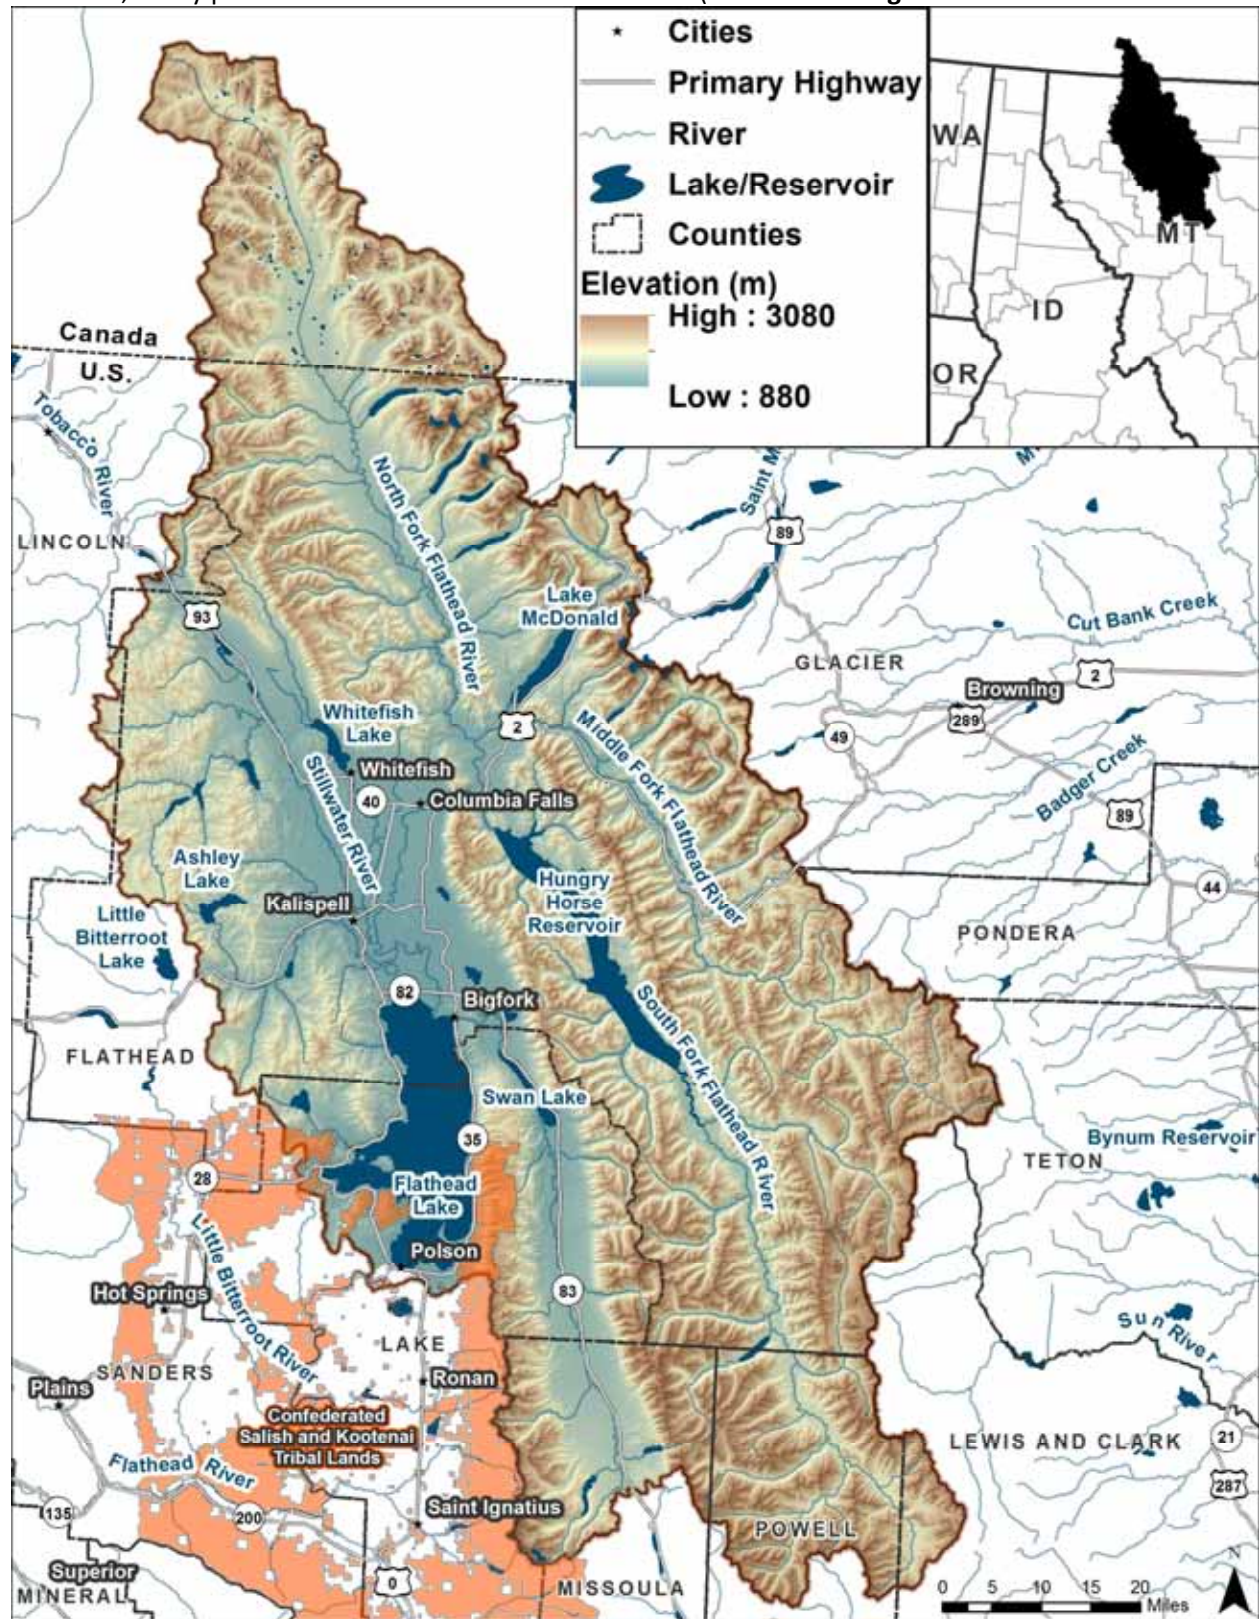 Cities
Primary Highway
River
Lake/Reservoir
Counties
Elevation (m)
High : 3080
Low : 880
WA
MT
ID
OR
Canada
U.S.
Tobacco River
LINCOLN
93
North Fork Flathead River
Saint M
89
Lake
McDonald
Cut Bank Creek
GLACIER
2
Browning
289
49
2
Middle Fork Flathead River
Badger Creek
89
Whitefish
Lake
Whitefish
Stillwater River
40
Columbia Falls
Ashley
Lake
Hungry
Horse
Reservoir
44
Kalispell
Little
Bitterroot
Lake
PONDERA
82
Bigfork
South Fork Flathead River
FLATHEAD
Swan Lake
35
Bynum Reservoir
TETON
28
Flathead
Lake
Little Bitterroot River
Polson
Hot Springs
83
Sun River
LAKE
SANDERS
Ronan
Plains
Confederated
Salish and Kootenai
Tribal Lands
LEWIS AND CLARK
21
Flathead River
287
135
200
Saint Ignatius
POWELL
Superior
MINERAL
0
MISSOULA
N
0 5 10 15 20
Miles